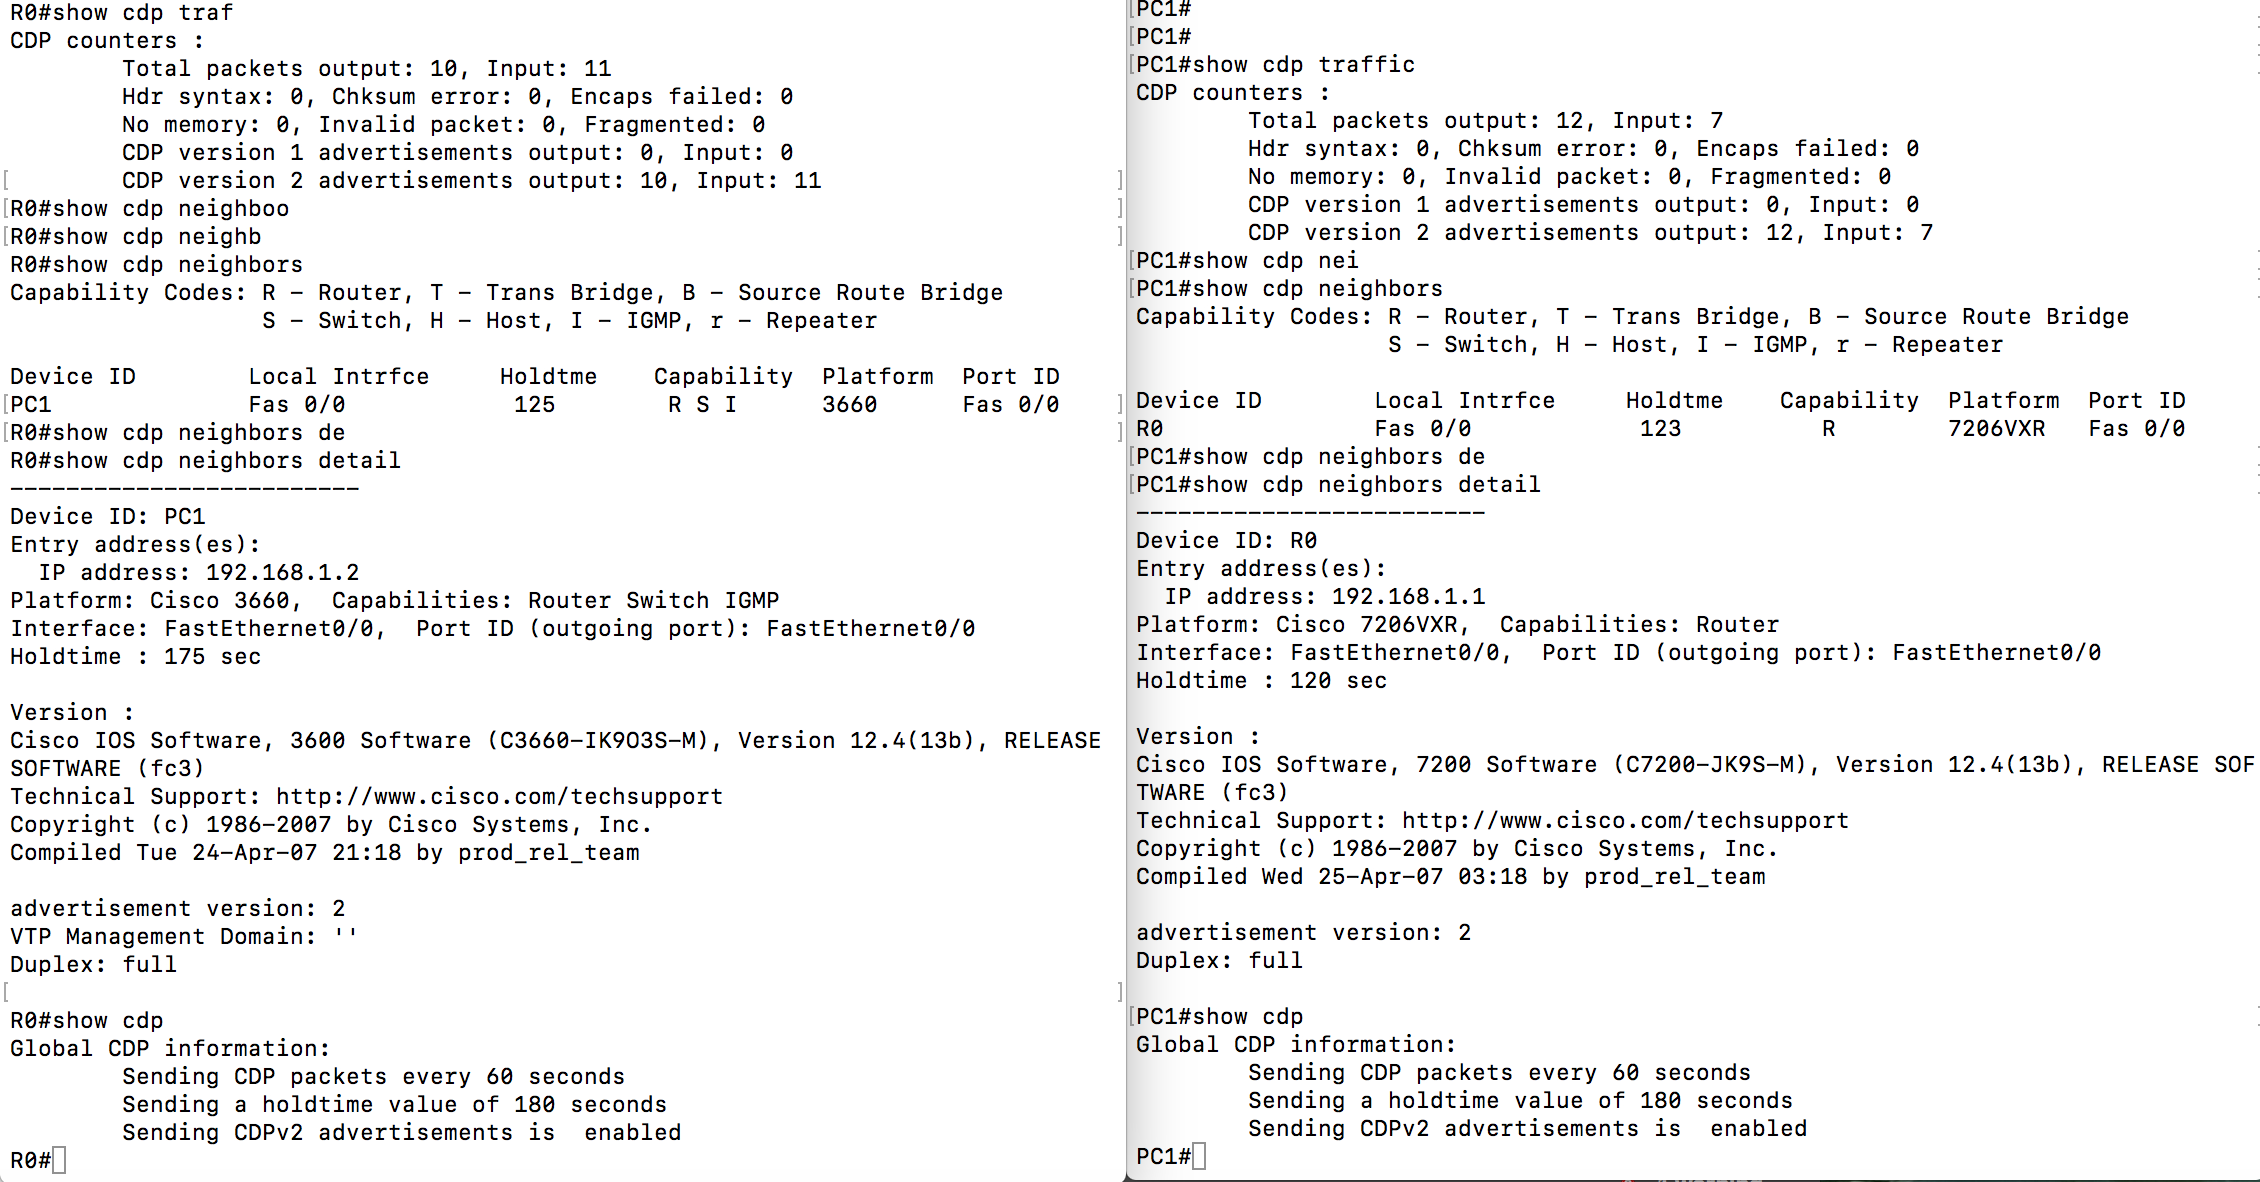 R0#show cdp traf
CDP counters :
        Total packets output: 10, Input: 11
        Hdr syntax: 0, Chksum error: 0, Encaps failed: 0
        No memory: 0, Invalid packet: 0, Fragmented: 0
        CDP version 1 advertisements output: 0, Input: 0
        CDP version 2 advertisements output: 10, Input: 11
R0#show cdp neighboo
R0#show cdp neighb
R0#show cdp neighbors
Capability Codes: R - Router, T - Trans Bridge, B - Source Route Bridge
                  S - Switch, H - Host, I - IGMP, r - Repeater

Device ID        Local Intrfce     Holdtme    Capability  Platform  Port ID
PC1              Fas 0/0            125        R S I      3660      Fas 0/0
R0#show cdp neighbors de
R0#show cdp neighbors detail
-------------------------
Device ID: PC1
Entry address(es):
  IP address: 192.168.1.2
Platform: Cisco 3660,  Capabilities: Router Switch IGMP
Interface: FastEthernet0/0,  Port ID (outgoing port): FastEthernet0/0
Holdtime : 175 sec

Version :
Cisco IOS Software, 3600 Software (C3660-IK9O3S-M), Version 12.4(13b), RELEASE
SOFTWARE (fc3)
Technical Support: http://www.cisco.com/techsupport
Copyright (c) 1986-2007 by Cisco Systems, Inc.
Compiled Tue 24-Apr-07 21:18 by prod_rel_team

advertisement version: 2
VTP Management Domain: ''
Duplex: full

R0#show cdp
Global CDP information:
        Sending CDP packets every 60 seconds
        Sending a holdtime value of 180 seconds
        Sending CDPv2 advertisements is  enabled
R0#
PC1#
PC1#
PC1#show cdp traffic
CDP counters :
        Total packets output: 12, Input: 7
        Hdr syntax: 0, Chksum error: 0, Encaps failed: 0
        No memory: 0, Invalid packet: 0, Fragmented: 0
        CDP version 1 advertisements output: 0, Input: 0
        CDP version 2 advertisements output: 12, Input: 7
PC1#show cdp nei
PC1#show cdp neighbors
Capability Codes: R - Router, T - Trans Bridge, B - Source Route Bridge
                  S - Switch, H - Host, I - IGMP, r - Repeater

Device ID        Local Intrfce     Holdtme    Capability  Platform  Port ID
R0               Fas 0/0            123          R        7206VXR   Fas 0/0
PC1#show cdp neighbors de
PC1#show cdp neighbors detail
-------------------------
Device ID: R0
Entry address(es):
  IP address: 192.168.1.1
Platform: Cisco 7206VXR,  Capabilities: Router
Interface: FastEthernet0/0,  Port ID (outgoing port): FastEthernet0/0
Holdtime : 120 sec

Version :
Cisco IOS Software, 7200 Software (C7200-JK9S-M), Version 12.4(13b), RELEASE SOF
TWARE (fc3)
Technical Support: http://www.cisco.com/techsupport
Copyright (c) 1986-2007 by Cisco Systems, Inc.
Compiled Wed 25-Apr-07 03:18 by prod_rel_team

advertisement version: 2
Duplex: full

PC1#show cdp
Global CDP information:
        Sending CDP packets every 60 seconds
        Sending a holdtime value of 180 seconds
        Sending CDPv2 advertisements is  enabled
PC1#